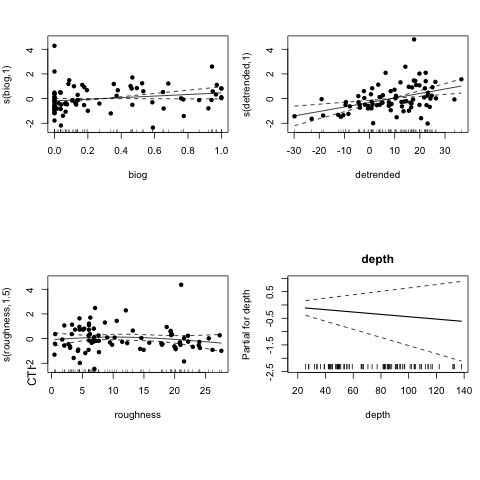 s(biog,1)
4
2
0
-2
0.0 0.2 0.4 0.6 0.8 1.0
biog
s(detrended,1)
4
2
0
-2
-30 -20 -10 0 10 20 30
detrended
s(roughness,1.5)
4
2
0
-2
CTI
0 5 10 15 20 25
roughness
depth
Partial for depth
0.5
-0.5
-1.5
-2.5
20 40 60 80 100 120 140
depth